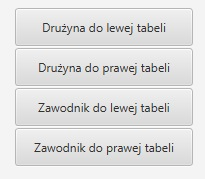 Drużyna do lewej tabeli
Drużyna do prawej tabeli
Zawodnik do lewej tabeli
Zawodnik do prawej tabeli